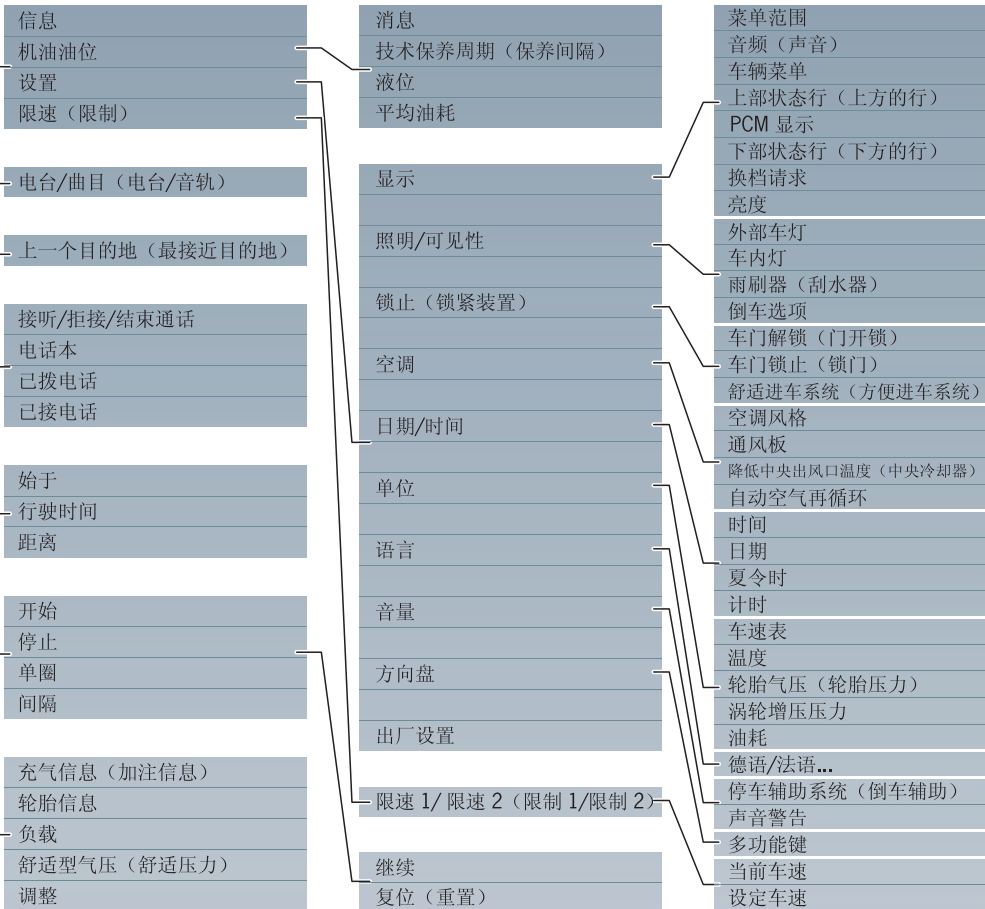 信息
机油油位
设置
限速（限制）
电台/曲目（电台/音轨）
上一个目的地（最接近目的地）
接听/拒接/结束通话
电话本
已拨电话
已接电话
始于
行驶时间
距离
开始
停止
单圈
间隔
充气信息（加注信息）
轮胎信息
负载
舒适型气压（舒适压力）
调整
消息
技术保养周期（保养间隔）
液位
平均油耗
显示
照明/可见性
锁止（锁紧装置）
空调
日期/时间
单位
语言
音量
方向盘
出厂设置
限速 1/ 限速 2（限制 1/限制 2）
继续
复位（重置）
菜单范围
音频（声音）
车辆菜单
上部状态行（上方的行）
PCM 显示
下部状态行（下方的行）
换档请求
亮度
外部车灯
车内灯
雨刷器（刮水器）
倒车选项
车门解锁（门开锁）
车门锁止（锁门）
舒适进车系统（方便进车系统）
空调风格
通风板
降低中央出风口温度（中央冷却器）
自动空气再循环
时间
日期
夏令时
计时
车速表
温度
轮胎气压（轮胎压力）
涡轮增压压力
油耗
德语/法语...
停车辅助系统（倒车辅助）
声音警告
多功能键
当前车速
设定车速